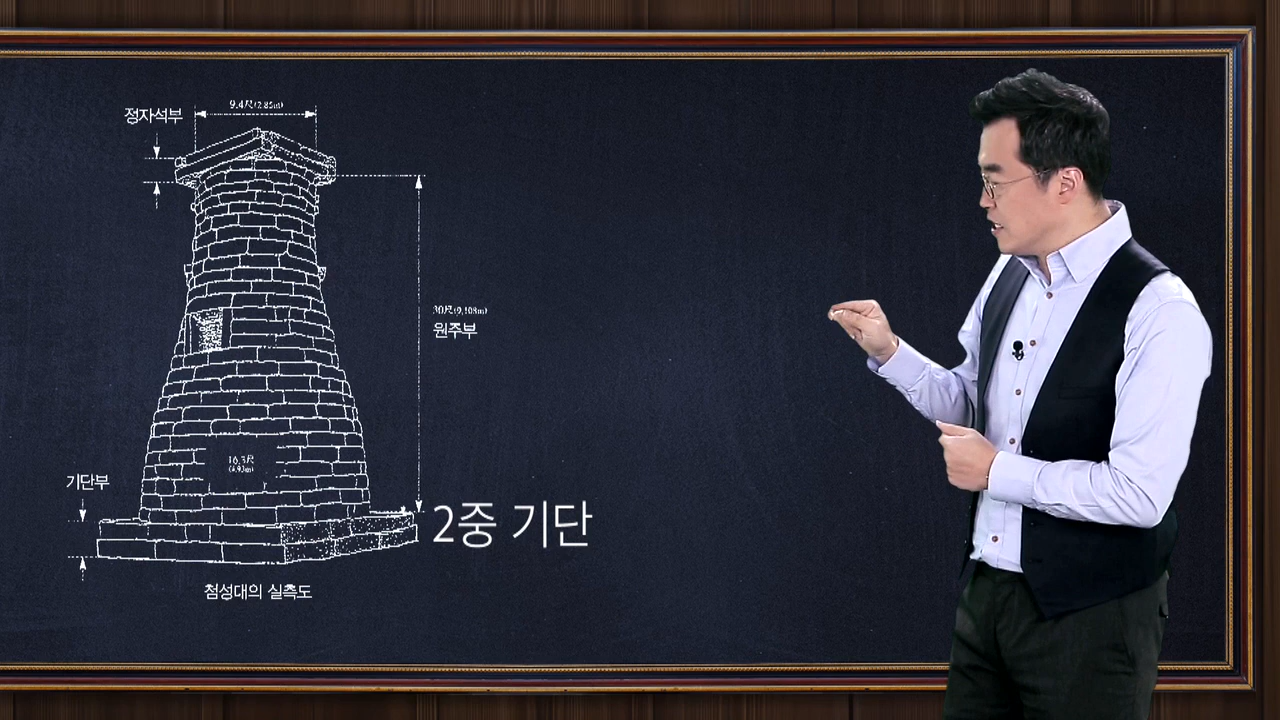 9.4尺(2.85m)
정자석부
30尺(9.108m)
원주부
16.3尺
(4.93m)
기단부
2중 기단
첨성대의 실측도